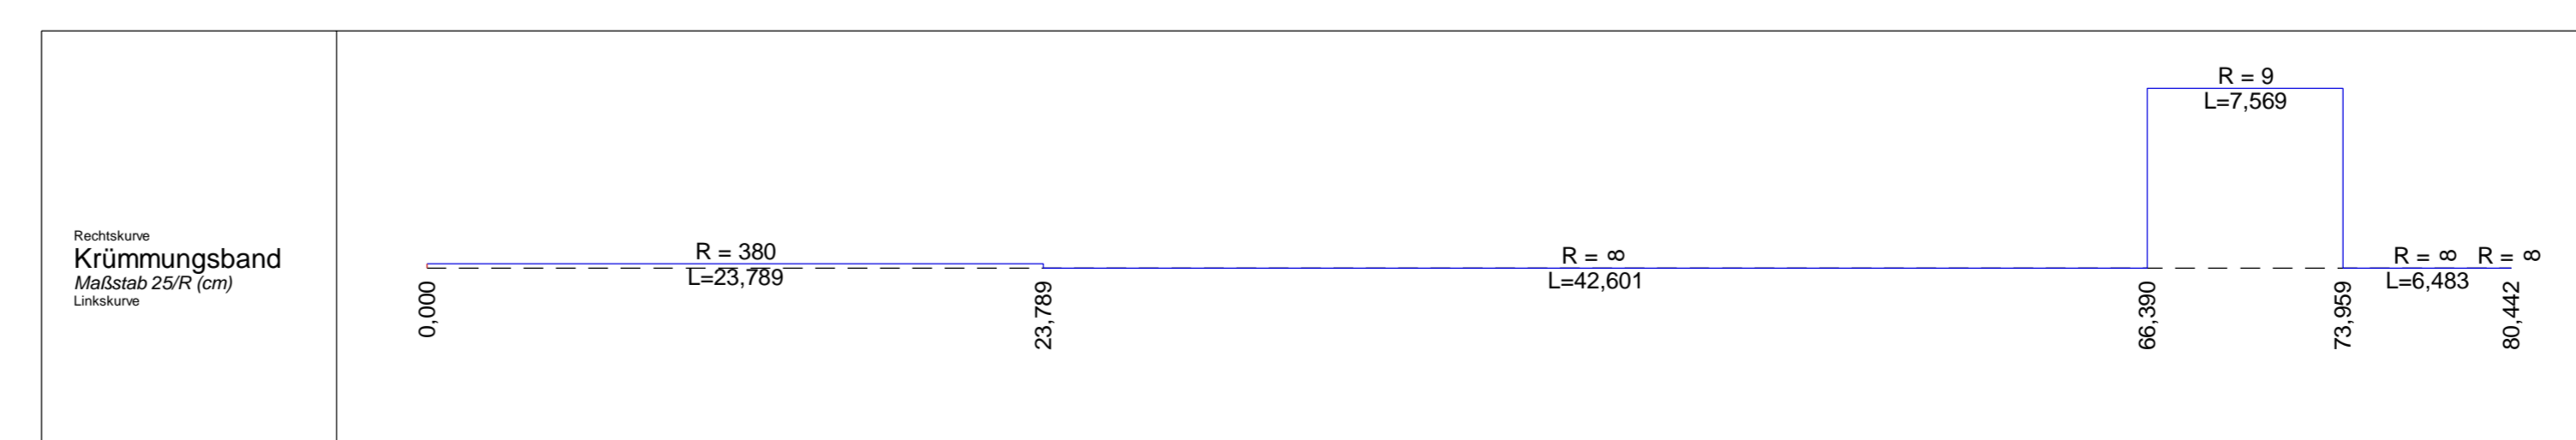 Rechtskurve
Krümmungsband
Maßstab 25/R (cm)
Linkskurve
R = 380
L=23,789
R = ∞
L=42,601
R = 9
L=7,569
R = ∞
L=6,483
R = ∞
0,000
23,789
66,390
73,959
80,442